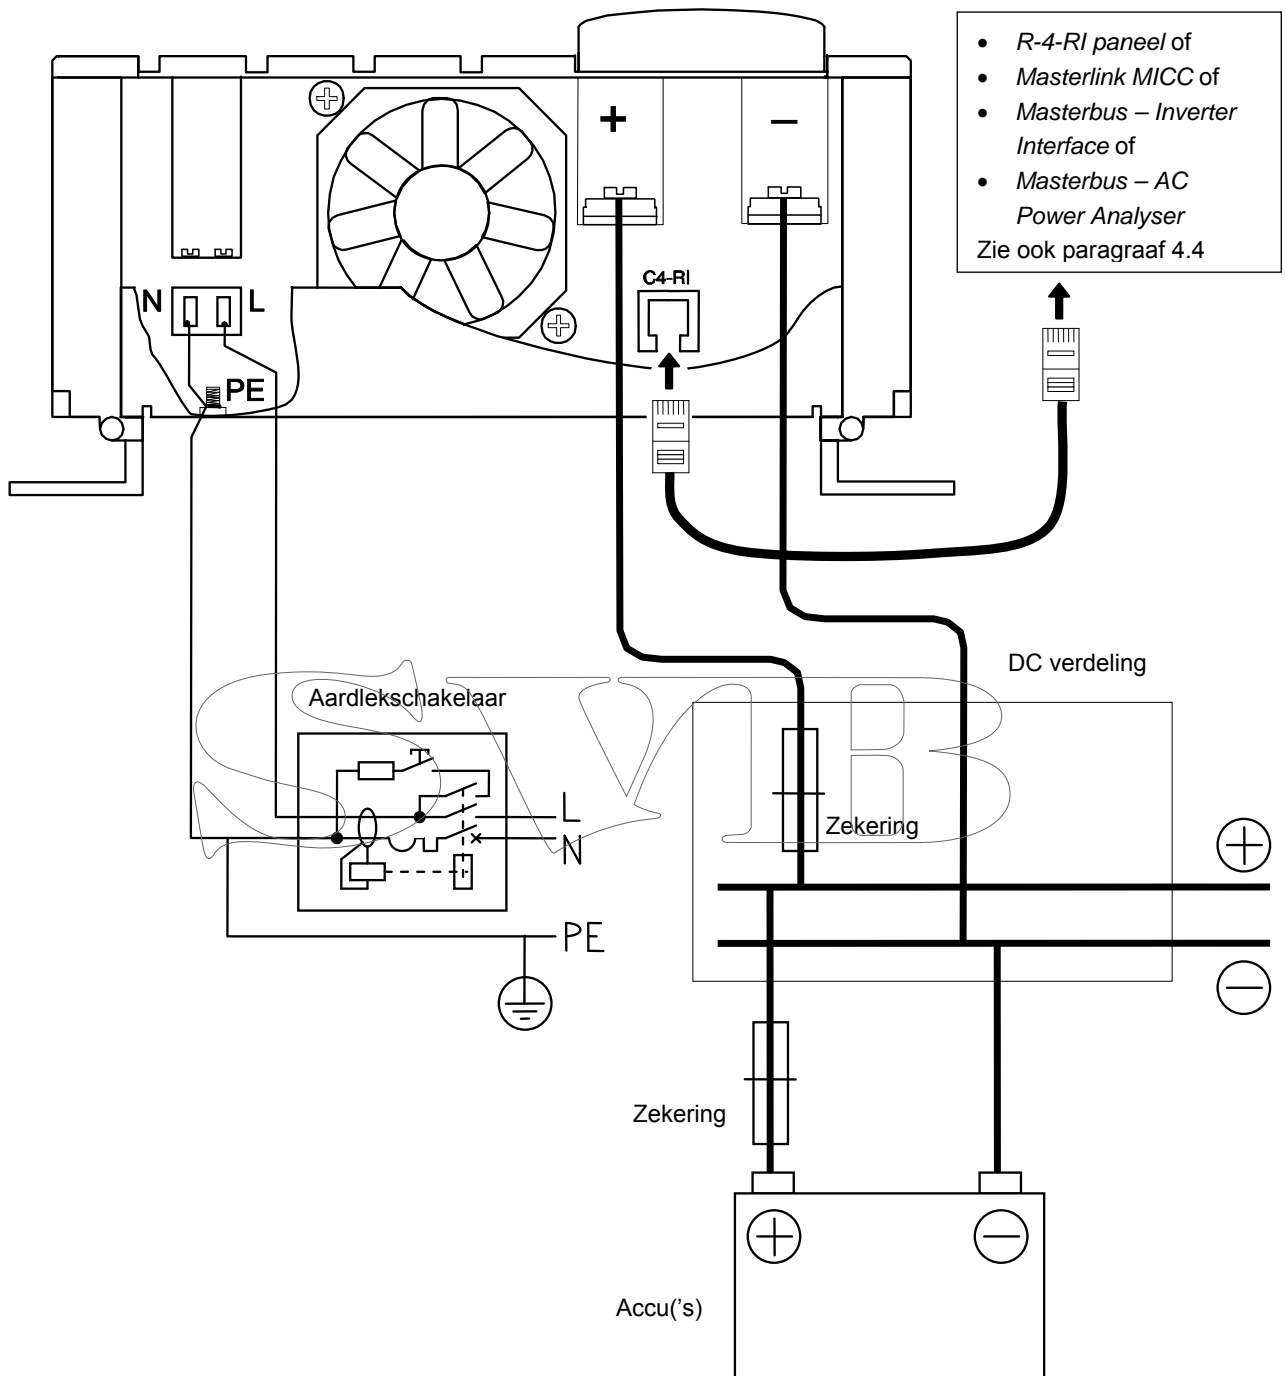 • R-4-RI paneel of
• Masterlink MICC of
• Masterbus – Inverter
Interface of
• Masterbus – AC
Power Analyser
Zie ook paragraaf 4.4
+
−
C4-RI
N
L
PE
DC verdeling
Aardlekschakelaar
L
Zekering
N
+
PE
−
Zekering
+
−
Accu('s)
SVB